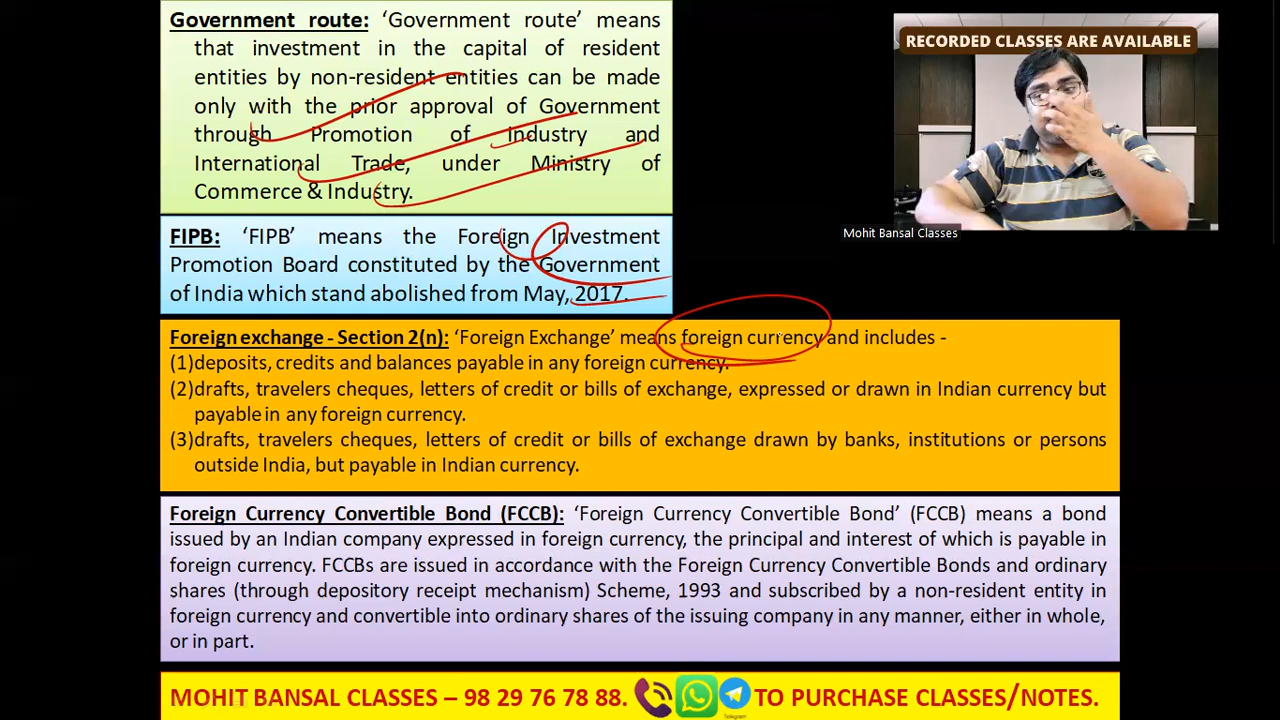 Government route: ‘Government route’ means
that investment in the capital of resident
entities by non-resident entities can be made
only with the prior approval of Government
through Promotion of Industry and
International Trade, under Ministry of
Commerce & Industry.
FIPB: ‘FIPB’ means the Foreign Investment
Promotion Board constituted by the Government
of India which stand abolished from May, 2017.
RECORDED CLASSES ARE AVAILABLE
Mohit Bansal Classes
Foreign exchange - Section 2(n): ‘Foreign Exchange’ means foreign currency and includes -
(1)deposits, credits and balances payable in any foreign currency.
(2)drafts, travelers cheques, letters of credit or bills of exchange, expressed or drawn in Indian currency but
payable in any foreign currency.
(3)drafts, travelers cheques, letters of credit or bills of exchange drawn by banks, institutions or persons
outside India, but payable in Indian currency.
Foreign Currency Convertible Bond (FCCB): ‘Foreign Currency Convertible Bond’ (FCCB) means a bond
issued by an Indian company expressed in foreign currency, the principal and interest of which is payable in
foreign currency. FCCBs are issued in accordance with the Foreign Currency Convertible Bonds and ordinary
shares (through depository receipt mechanism) Scheme, 1993 and subscribed by a non-resident entity in
foreign currency and convertible into ordinary shares of the issuing company in any manner, either in whole,
or in part.
MOHIT BANSAL CLASSES – 98 29 76 78 88. TO PURCHASE CLASSES/NOTES.
Telegram